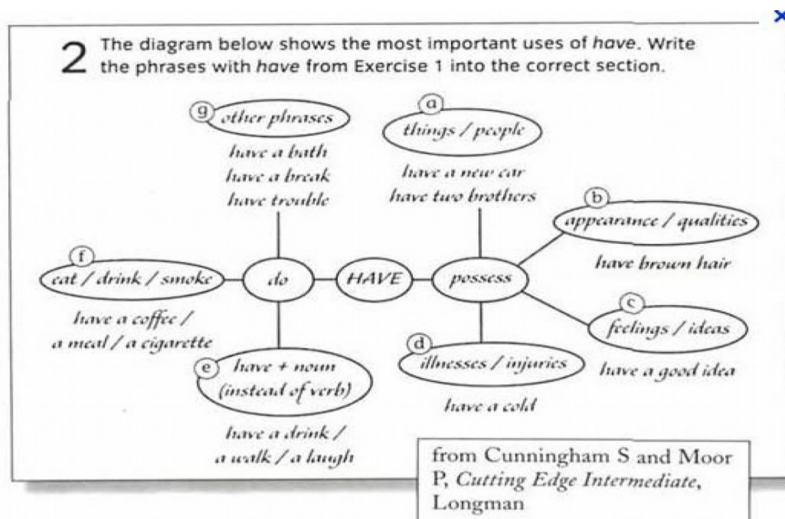 2 The diagram below shows the most important uses of have. Write
the phrases with have from Exercise 1 into the correct section.
g other phrases
have a bath
have a break
have trouble
a things / people
have a new car
have two brothers
b appearance / qualities
have brown hair
f eat / drink / smoke
have a coffee /
a meal / a cigarette
do
HAVE
possess
c feelings / ideas
have a good idea
e have + noun
(instead of verb)
have a drink /
a walk / a laugh
d illnesses / injuries
have a cold
from Cunningham S and Moor
P, Cutting Edge Intermediate,
Longman